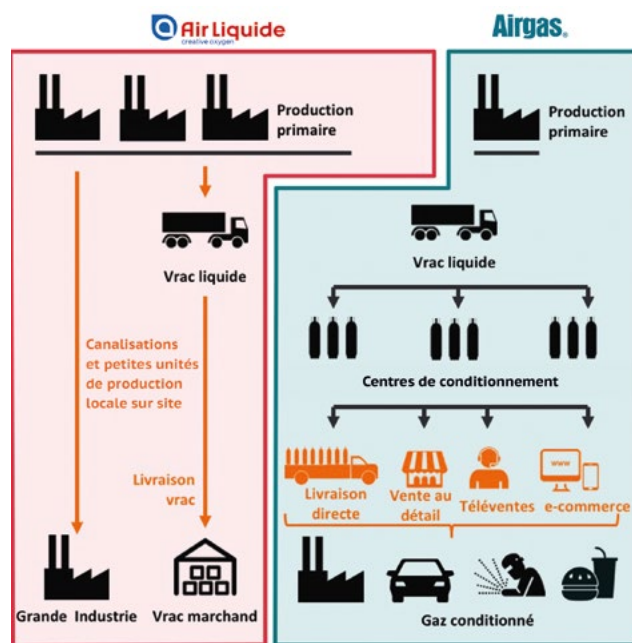 Air Liquide
creative oxygen
Airgas®
Production
primaire
Production
primaire
Vrac liquide
Vrac liquide
Canalisations
et petites unités
de production
locale sur site
Centres de conditionnement
Livraison
vrac
Livraison
directe
Vente au
détail
Téléventes
www
e-commerce
Grande Industrie
Vrac marchand
Gaz conditionné